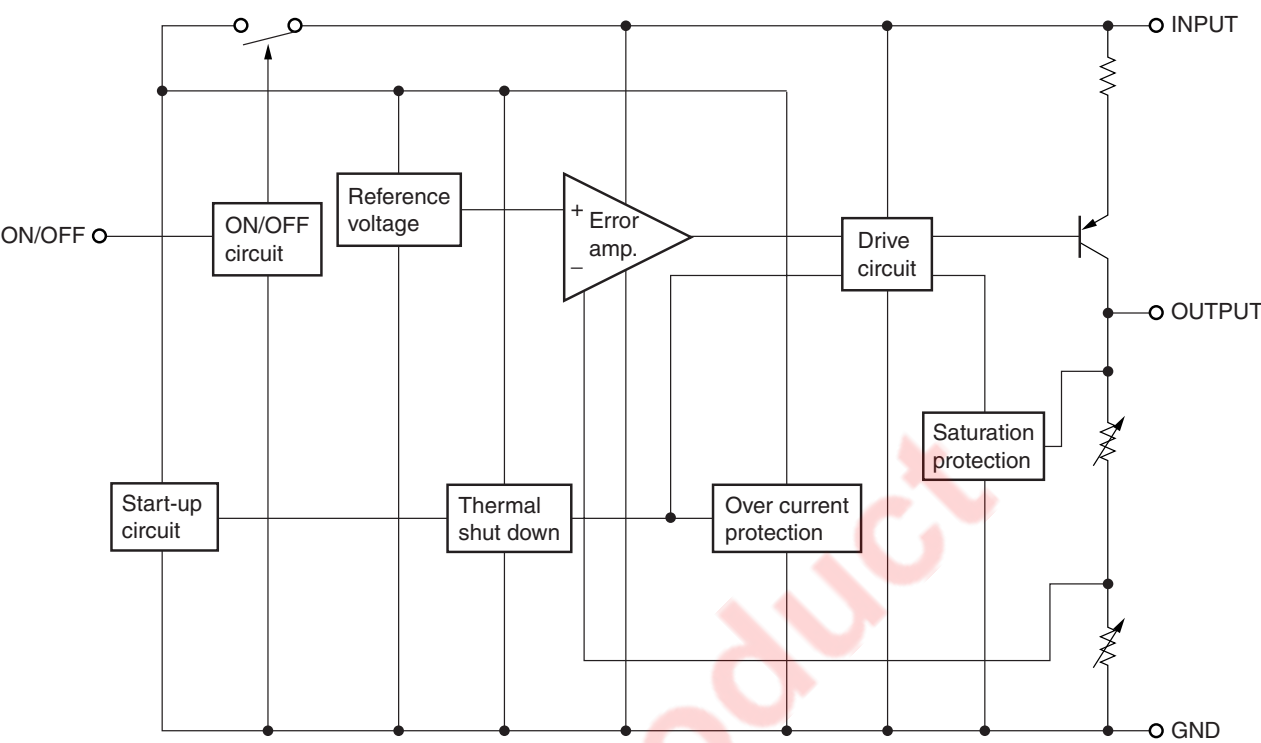 INPUT
Reference
voltage
ON/OFF
ON/OFF
circuit
+
Error
amp.
−
Drive
circuit
OUTPUT
Saturation
protection
Start-up
circuit
Thermal
shut down
Over current
protection
oduct
GND